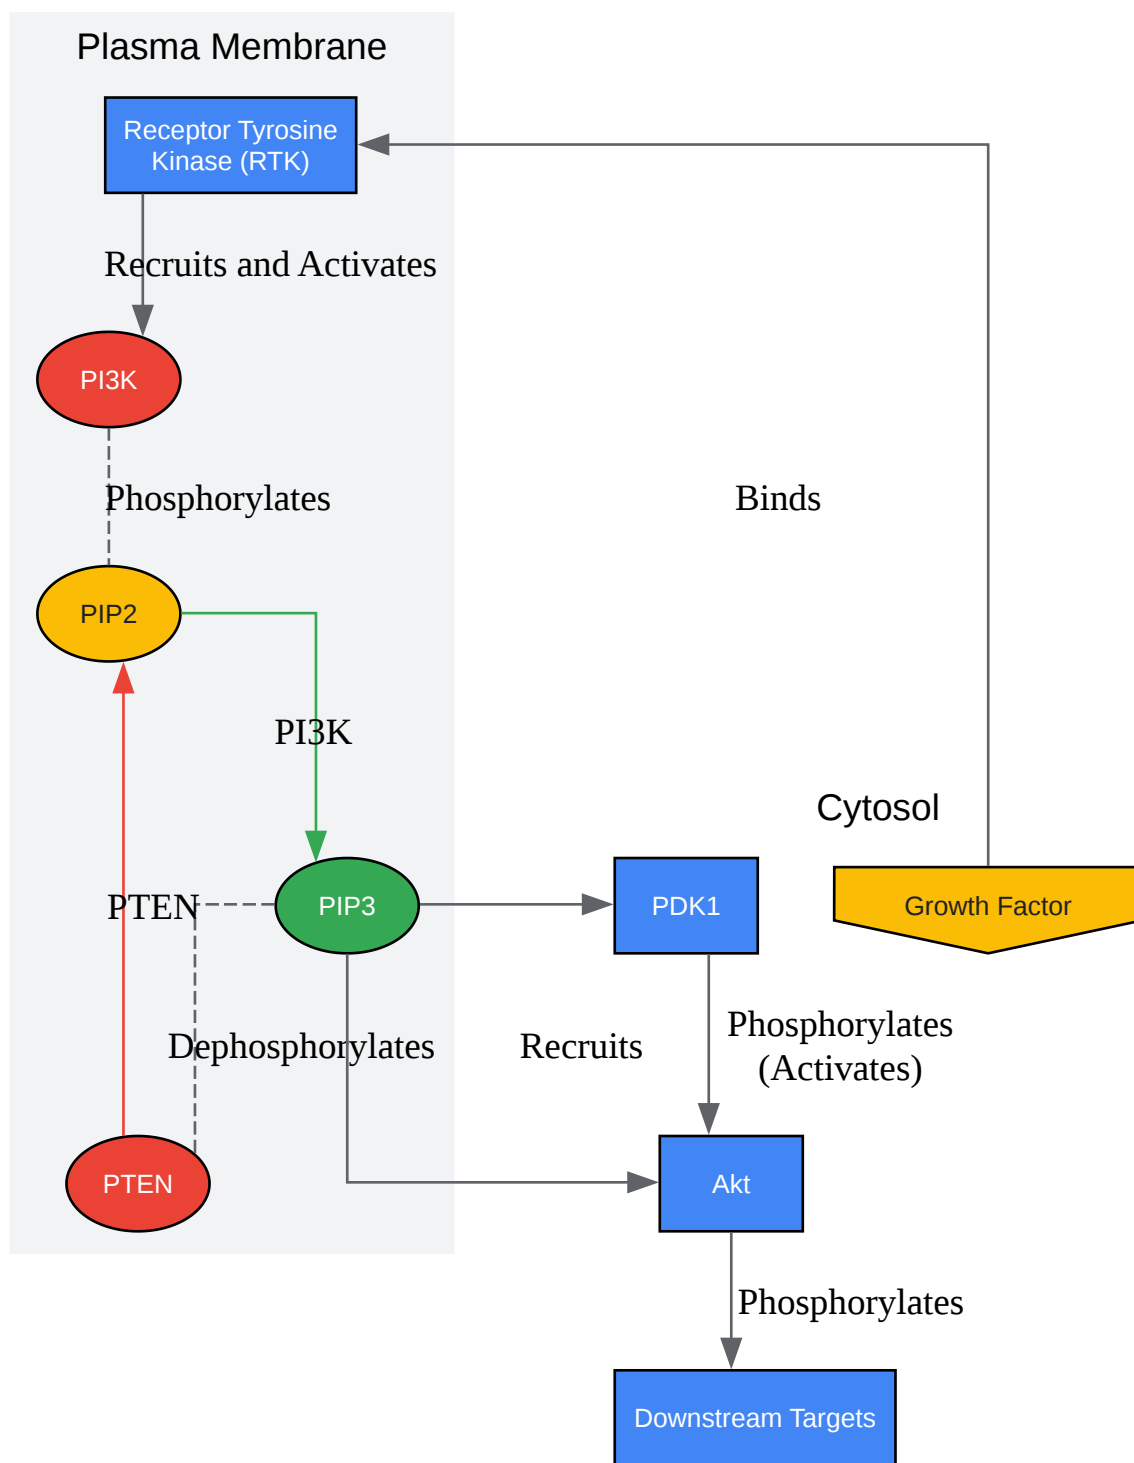 Plasma Membrane
Receptor Tyrosine
Kinase (RTK)
Recruits and Activates
PI3K
Phosphorylates
Binds
PIP2
PI3K
Cytosol
PTEN
PIP3
PDK1
Growth Factor
Dephosphorylates
Recruits
Phosphorylates
(Activates)
PTEN
Akt
Phosphorylates
Downstream Targets